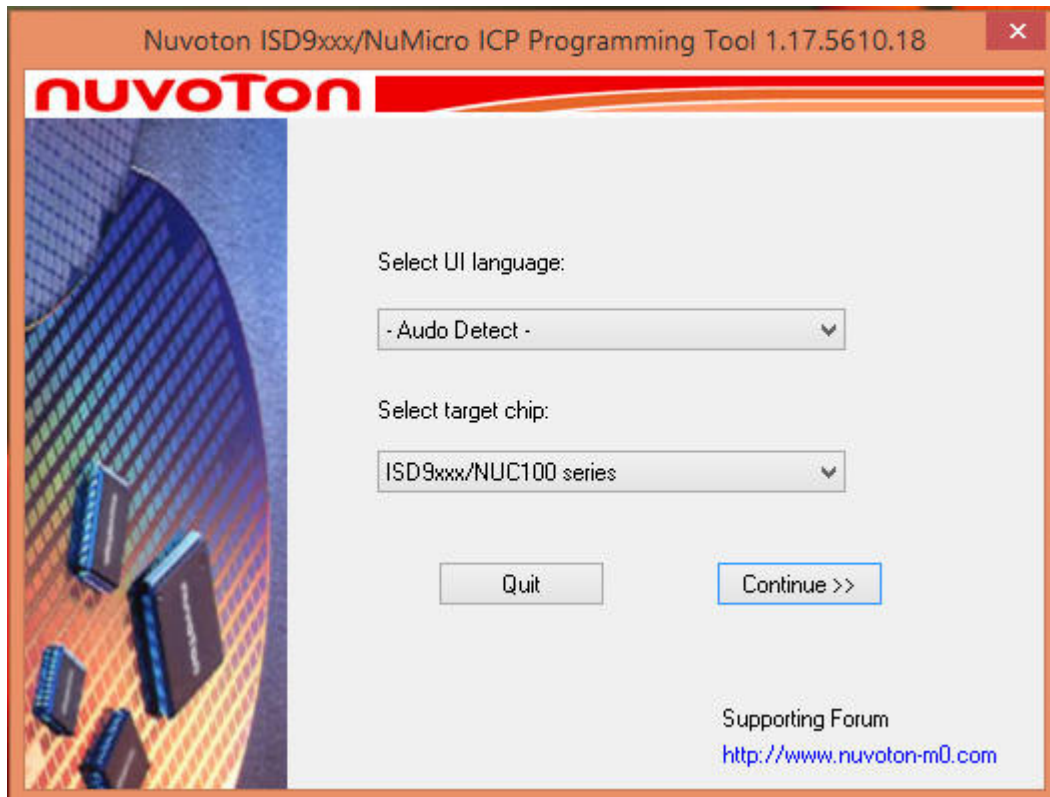 Nuvoton ISD9xxx/NuMicro ICP Programming Tool 1.17.5610.18
nuvoTon
Select UI language:
- Audo Detect -
Select target chip:
ISD9xxx/NUC100 series
Quit
Continue >>
nuvoTon
Supporting Forum
http://www.nuvoton-m0.com